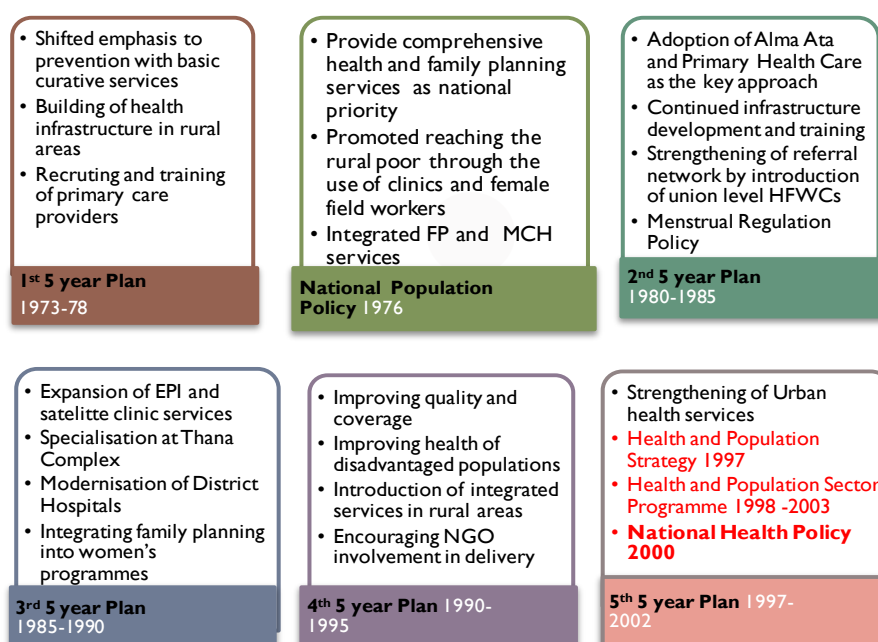 • Shifted emphasis to
prevention with basic
curative services
• Building of health
infrastructure in rural
areas
• Recruting and training
of primary care
providers
1st 5 year Plan
1973-78
• Provide comprehensive
health and family planning
services as national
priority
• Promoted reaching the
rural poor through the
use of clinics and female
field workers
• Integrated FP and MCH
services
National Population
Policy 1976
• Adoption of Alma Ata
and Primary Health Care
as the key approach
• Continued infrastructure
development and training
• Strengthening of referral
network by introduction
of union level HFWCs
• Menstrual Regulation
Policy
2nd 5 year Plan
1980-1985
• Expansion of EPI and
satelitte clinic services
• Specialisation at Thana
Complex
• Modernisation of District
Hospitals
• Integrating family planning
into women's
programmes
3rd 5 year Plan
1985-1990
• Improving quality and
coverage
• Improving health of
disadvantaged populations
• Introduction of integrated
services in rural areas
• Encouraging NGO
involvement in delivery
4th 5 year Plan 1990-
1995
• Strengthening of Urban
health services
• Health and Population
Strategy 1997
• Health and Population Sector
Programme 1998 -2003
• National Health Policy
2000
5th 5 year Plan 1997-
2002